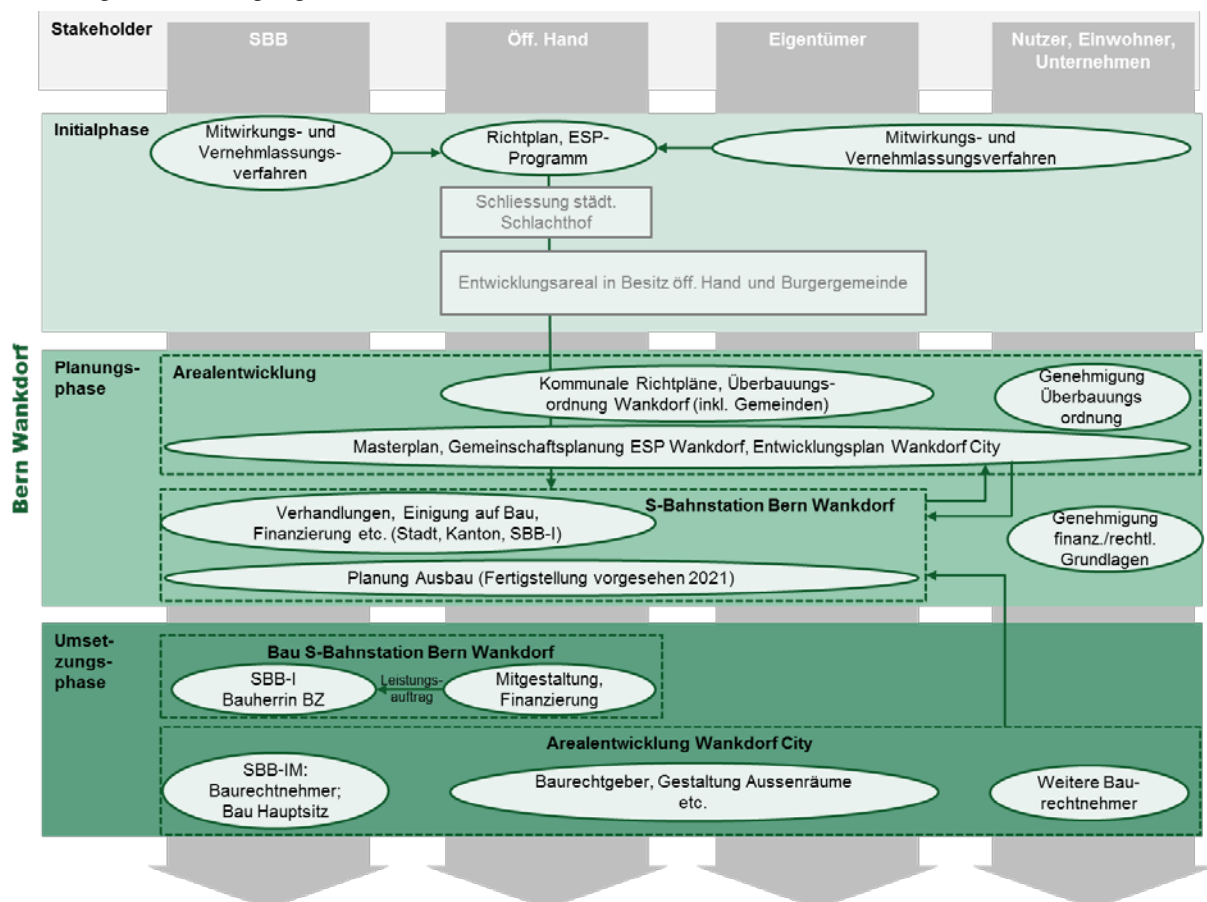 Stakeholder
SBB
Öff. Hand
Eigentümer
Nutzer, Einwohner,
Unternehmen
Bern Wankdorf
Initialphase
Mitwirkungs- und
Vernehmlassungs-
verfahren
Richtplan, ESP-
Programm
Mitwirkungs- und
Vernehmlassungsverfahren
Schliessung städt.
Schlachthof
Entwicklungsareal in Besitz öff. Hand und Burgergemeinde
Planungs-
phase
Arealentwicklung
Kommunale Richtpläne, Überbauungs-
ordnung Wankdorf (inkl. Gemeinden)
Genehmigung
Überbauungs
ordnung
Masterplan, Gemeinschaftsplanung ESP Wankdorf, Entwicklungsplan Wankdorf City
S-Bahnstation Bern Wankdorf
Verhandlungen, Einigung auf Bau,
Finanzierung etc. (Stadt, Kanton, SBB-I)
Genehmigung
finanz./rechtl.
Grundlagen
Planung Ausbau (Fertigstellung vorgesehen 2021)
Umset-
zungs-
phase
Bau S-Bahnstation Bern Wankdorf
SBB-I
Bauherrin BZ
Leistungs-
auftrag
Mitgestaltung,
Finanzierung
Arealentwicklung Wankdorf City
SBB-IM:
Baurechtnehmer;
Bau Hauptsitz
Baurechtgeber, Gestaltung Aussenräume
etc.
Weitere Bau-
rechtnehmer